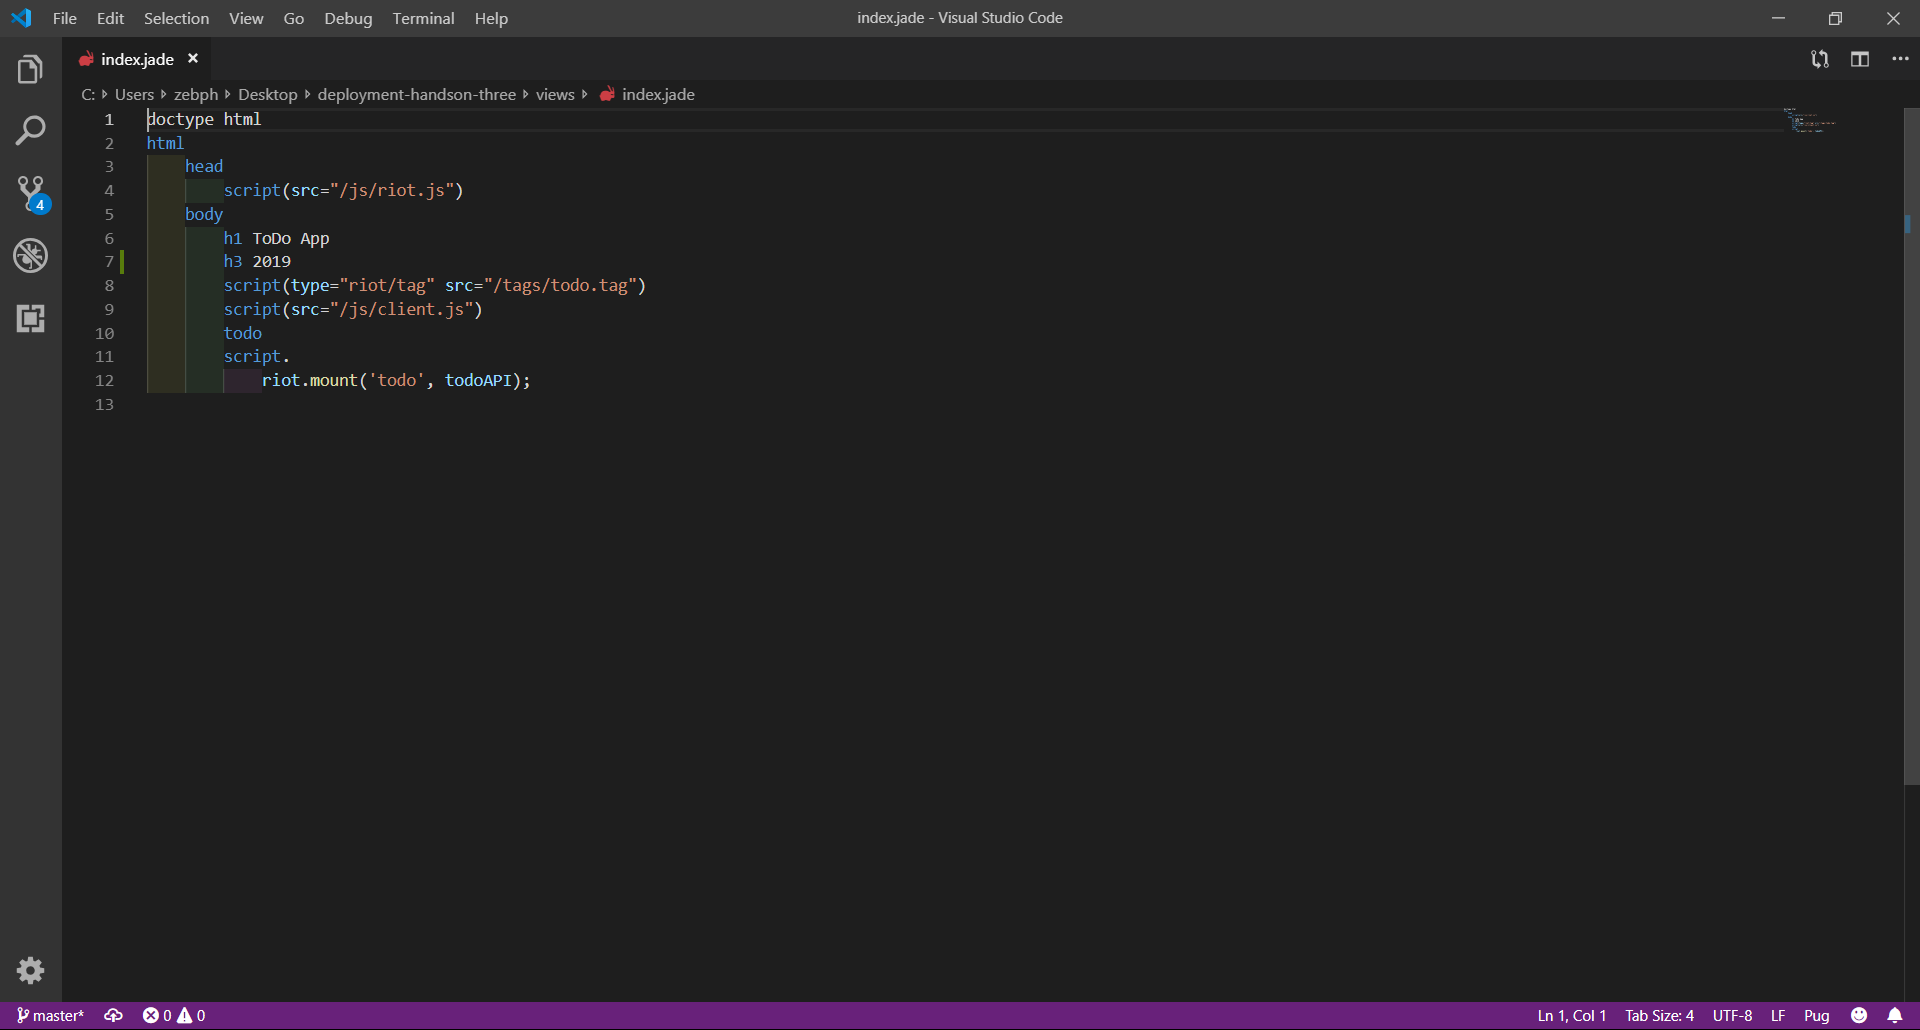 File Edit Selection View Go Debug Terminal Help index.jade - Visual Studio Code
index.jade
C: Users zebph Desktop deployment-handson-three views index.jade
1 doctype html
2 html
3 head
4 script(src="/js/riot.js")
5 body
6 h1 ToDo App
7 h3 2019
8 script(type="riot/tag" src="/tags/todo.tag")
9 script(src="/js/client.js")
10 todo
11 script.
12 riot.mount('todo', todoAPI);
13
4
master* 0 0 Ln 1, Col 1 Tab Size: 4 UTF-8 LF Pug